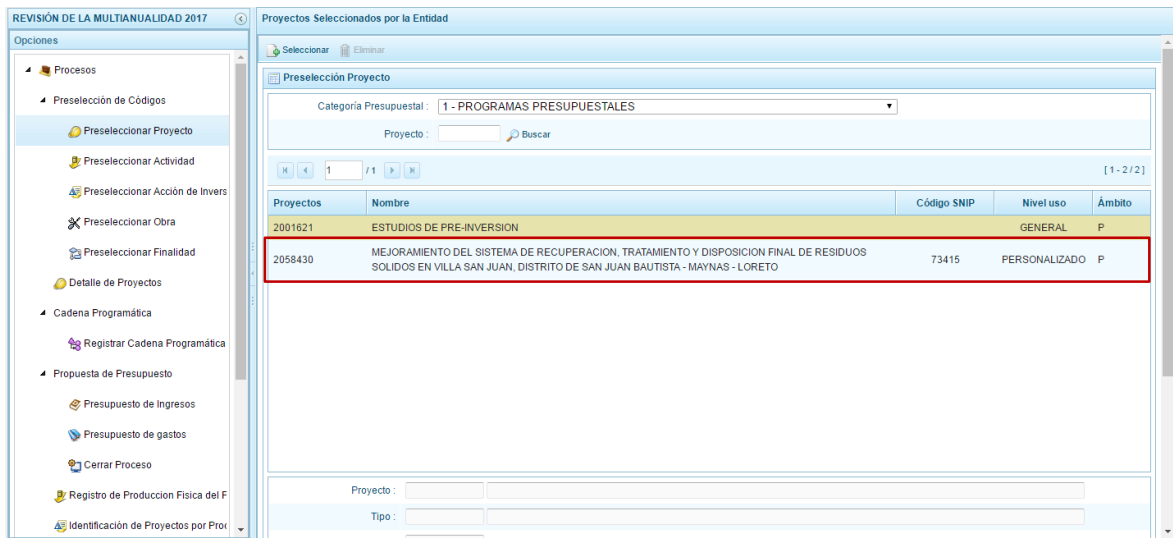 REVISIÓN DE LA MULTIANUALIDAD 2017
Opciones
Procesos
Preselección de Códigos
Preseleccionar Proyecto
Preseleccionar Actividad
Preseleccionar Acción de Invers
Preseleccionar Obra
Preseleccionar Finalidad
Detalle de Proyectos
Cadena Programática
Registrar Cadena Programática
Propuesta de Presupuesto
Presupuesto de Ingresos
Presupuesto de gastos
Cerrar Proceso
Registro de Produccion Fisica del F
Identificación de Proyectos por Proc
Proyectos Seleccionados por la Entidad
Seleccionar Eliminar
Preselección Proyecto
Categoría Presupuestal : 1 - PROGRAMAS PRESUPUESTALES
Proyecto : Buscar
1 / 1 [ 1 - 2 / 2 ]
Proyectos Nombre Código SNIP Nivel uso Ámbito
2001621 ESTUDIOS DE PRE-INVERSION GENERAL P
2058430 MEJORAMIENTO DEL SISTEMA DE RECUPERACION, TRATAMIENTO Y DISPOSICION FINAL DE RESIDUOS
SOLIDOS EN VILLA SAN JUAN, DISTRITO DE SAN JUAN BAUTISTA - MAYNAS - LORETO 73415 PERSONALIZADO P
Proyecto :
Tipo :